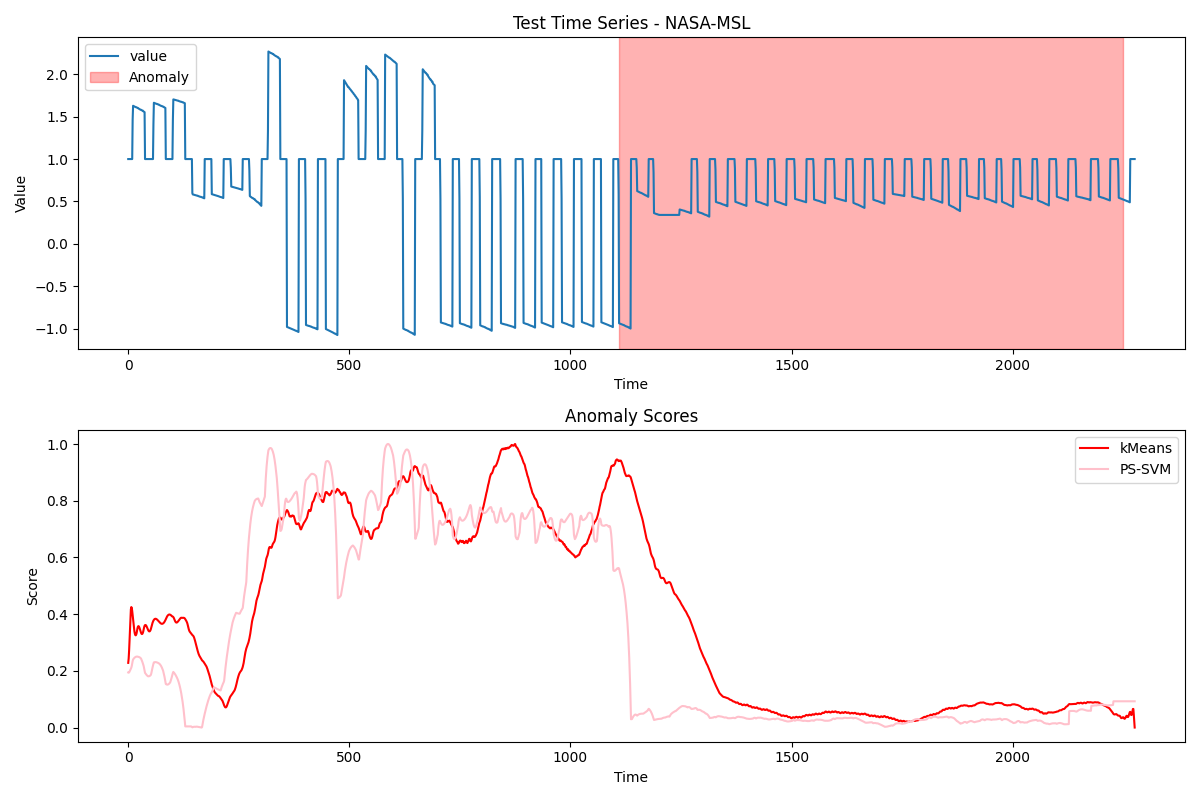 Test Time Series - NASA-MSL
value
Anomaly
2.0
1.5
1.0
0.5
0.0
−0.5
−1.0
Value
0 500 1000 1500 2000
Time
Anomaly Scores
kMeans
PS-SVM
1.0
0.8
0.6
0.4
0.2
0.0
Score
0 500 1000 1500 2000
Time